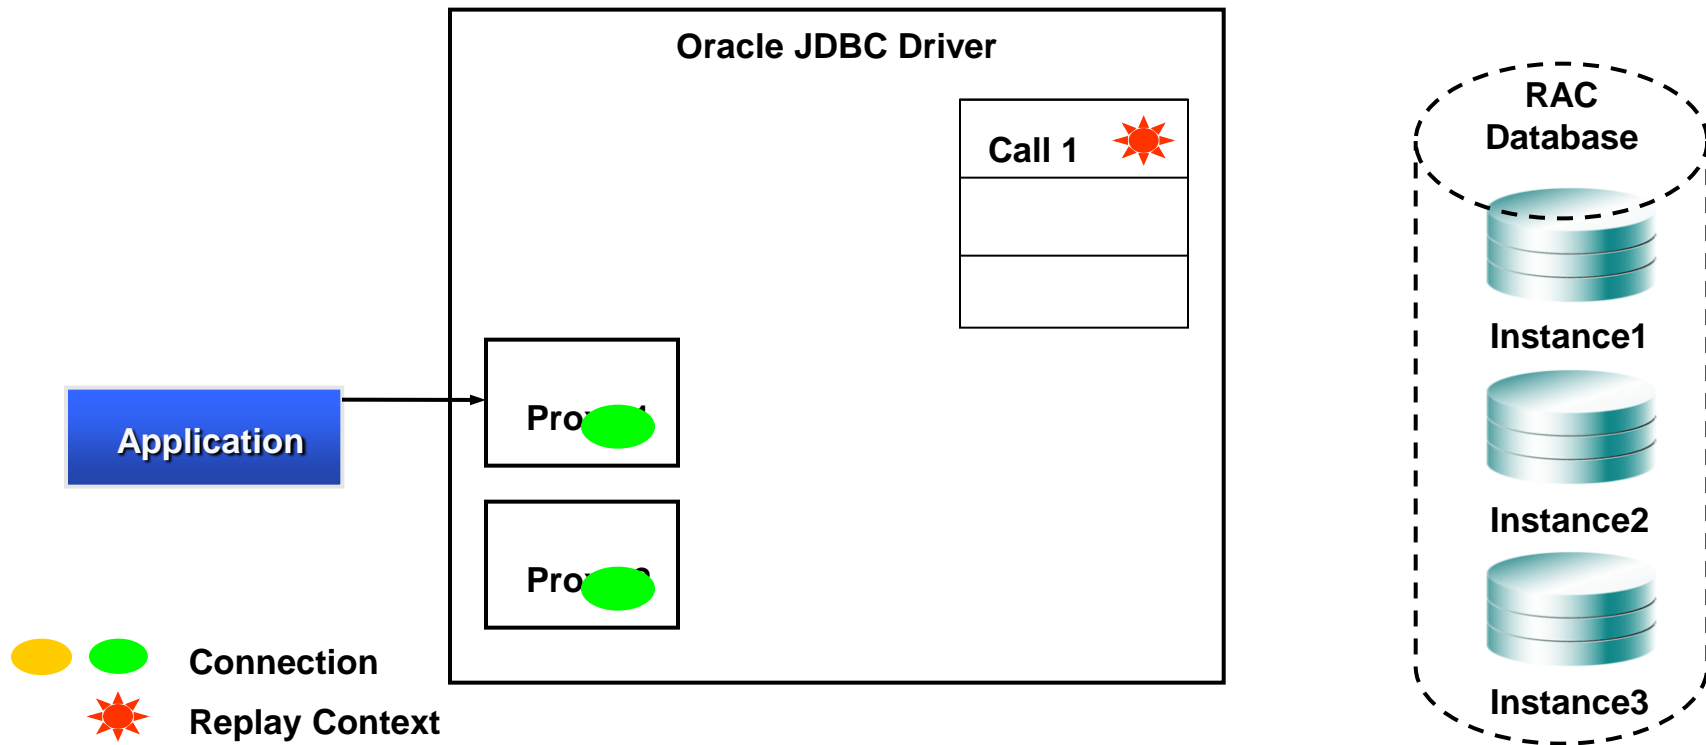 Oracle JDBC Driver
RAC
Database
Call 1
Instance1
Application
Instance2
Connection
Instance3
Replay Context